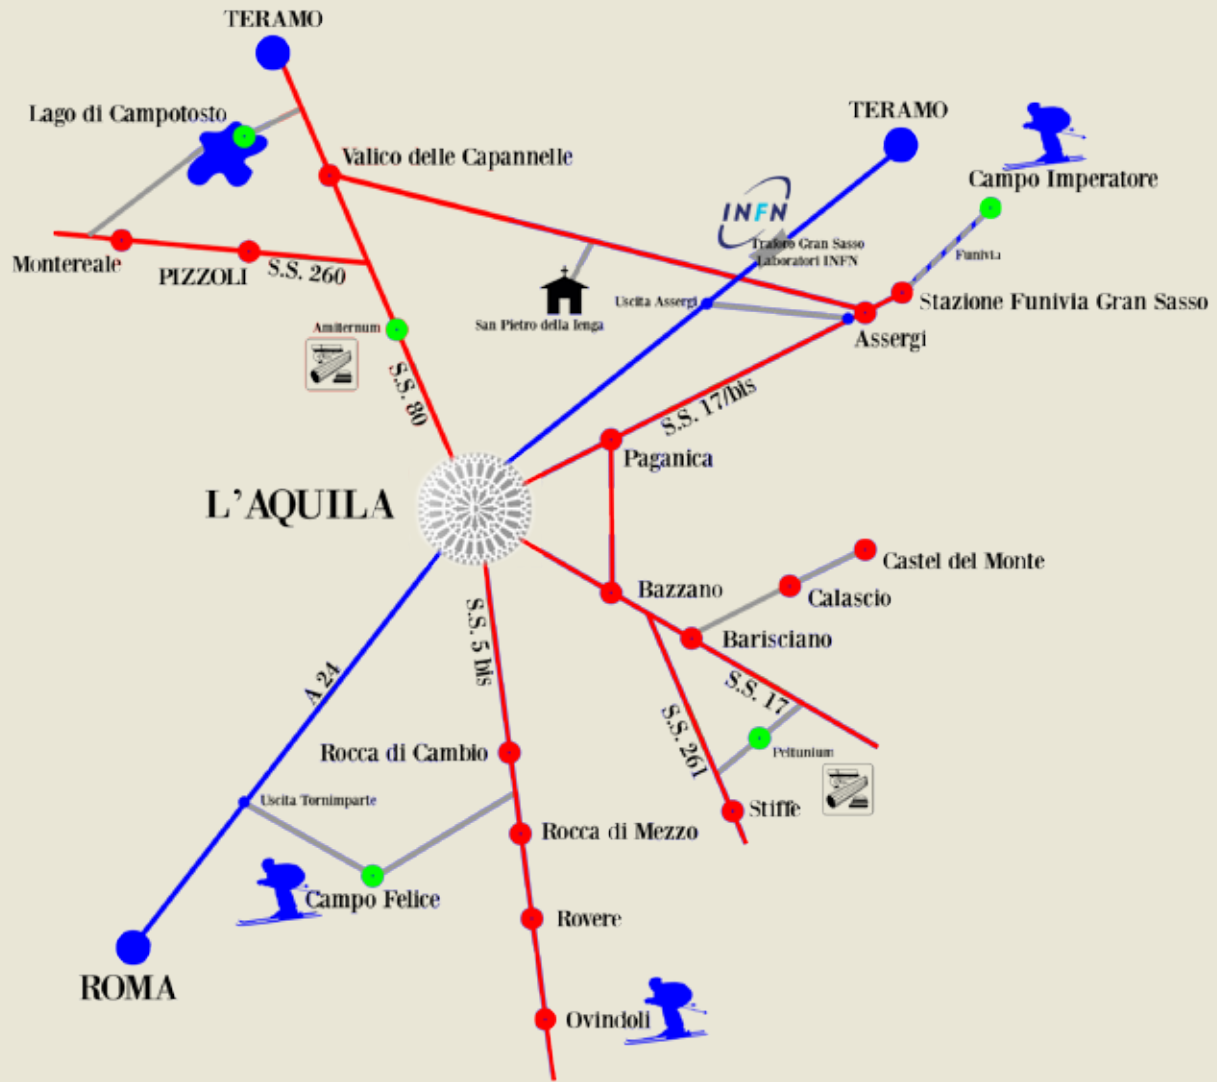 TERAMO
Lago di Campotosto
TERAMO
Valico delle Capannelle
Campo Imperatore
INFN
Traforo Gran Sasso
Laboratori INFN
Funivia
Montereale
PIZZOLI
S.S. 260
Uscita Assergi
Stazione Funivia Gran Sasso
San Pietro della Ienga
Amiternum
Assergi
S.S. 80
S.S. 17/bis
Paganica
L'AQUILA
Castel del Monte
Bazzano
Calascio
S.S. 5 bis
Barisciano
A 24
S.S. 17
S.S. 261
Rocca di Cambio
Peltunium
Uscita Tornimparte
Stiffe
Rocca di Mezzo
Campo Felice
Rovere
ROMA
Ovindoli